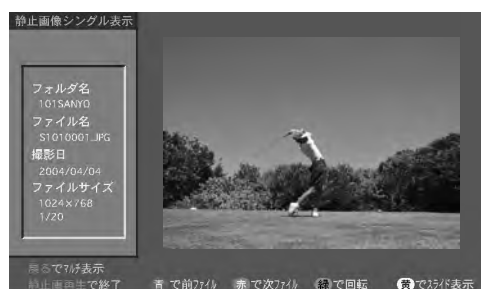 静止画像シングル表示
フォルダ名
101SANYO
ファイル名
S1010001.JPG
撮影日
2004/04/04
ファイルサイズ
1024×768
1/20
戻るでマルチ表示
静止画再生で終了 青で前ファイル 赤で次ファイル 緑で回転 黄でスライド表示